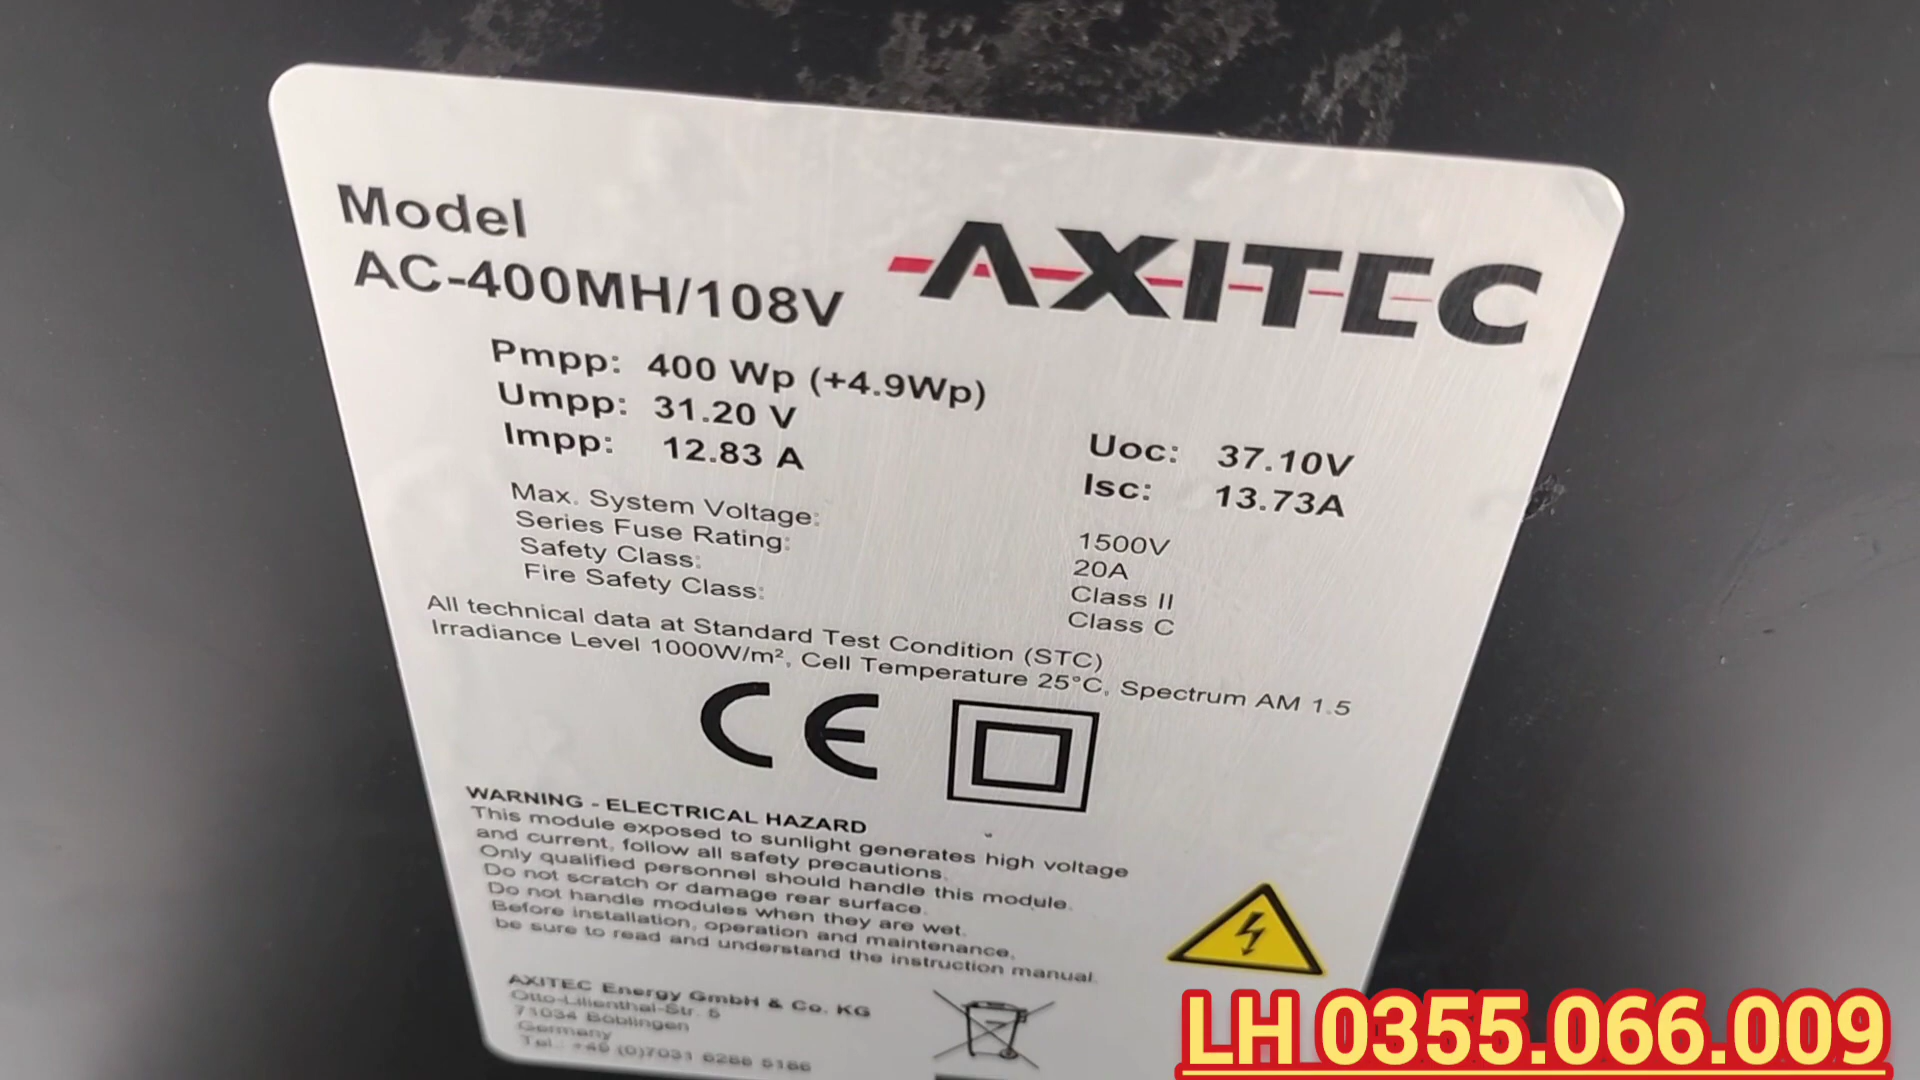 Model
AC-400MH/108V
AXITEC
Pmpp: 400 Wp (+4.9Wp)
Umpp: 31.20 V
Impp: 12.83 A
Uoc: 37.10V
Isc: 13.73A
Max. System Voltage: 1500V
Series Fuse Rating: 20A
Safety Class: Class II
Fire Safety Class: Class C
All technical data at Standard Test Condition (STC)
Irradiance Level 1000W/m², Cell Temperature 25°C, Spectrum AM 1.5
CE
WARNING - ELECTRICAL HAZARD
This module exposed to sunlight generates high voltage
and current, follow all safety precautions.
Only qualified personnel should handle this module.
Do not scratch or damage rear surface.
Do not handle modules when they are wet.
Before installation, operation and maintenance,
be sure to read and understand the instruction manual.
AXITEC Energy GmbH & Co. KG
Otto-Lilienthal-Str. 5
71034 Böblingen
Germany
Tel.: +49 (0)7031 6288 5186
LH 0355.066.009